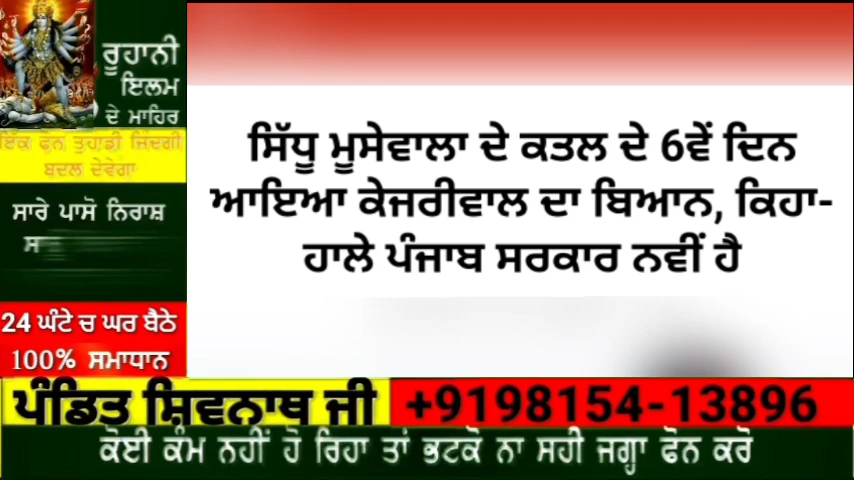 ਰੂਹਾਨੀ
ਇਲਮ
ਦੇ ਮਾਹਿਰ
ਇੱਕ ਫੋਨ ਤੁਹਾਡੀ ਜਿੰਦਗੀ
ਬਦਲ ਦੇਵੇਗਾ
ਸਾਰੇ ਪਾਸੋ ਨਿਰਾਸ਼
24 ਘੰਟੇ ਚ ਘਰ ਬੈਠੇ
100% ਸਮਾਧਾਨ
ਸਿੱਧੂ ਮੂਸੇਵਾਲਾ ਦੇ ਕਤਲ ਦੇ 6ਵੇਂ ਦਿਨ
ਆਇਆ ਕੇਜਰੀਵਾਲ ਦਾ ਬਿਆਨ, ਕਿਹਾ-
ਹਾਲੇ ਪੰਜਾਬ ਸਰਕਾਰ ਨਵੀਂ ਹੈ
ਪੰਡਿਤ ਸ਼ਿਵਨਾਥ ਜੀ +9198154-13896
ਕੋਈ ਕੰਮ ਨਹੀਂ ਹੋ ਰਿਹਾ ਤਾਂ ਭਟਕੋ ਨਾ ਸਹੀ ਜਗ੍ਹਾ ਫੋਨ ਕਰੋ